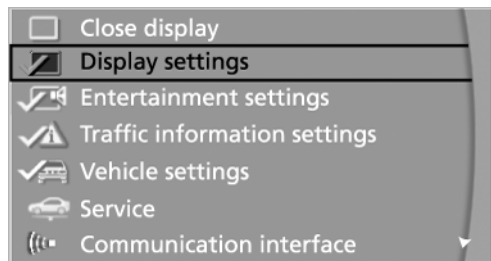 Close display
Display settings
Entertainment settings
Traffic information settings
Vehicle settings
Service
Communication interface